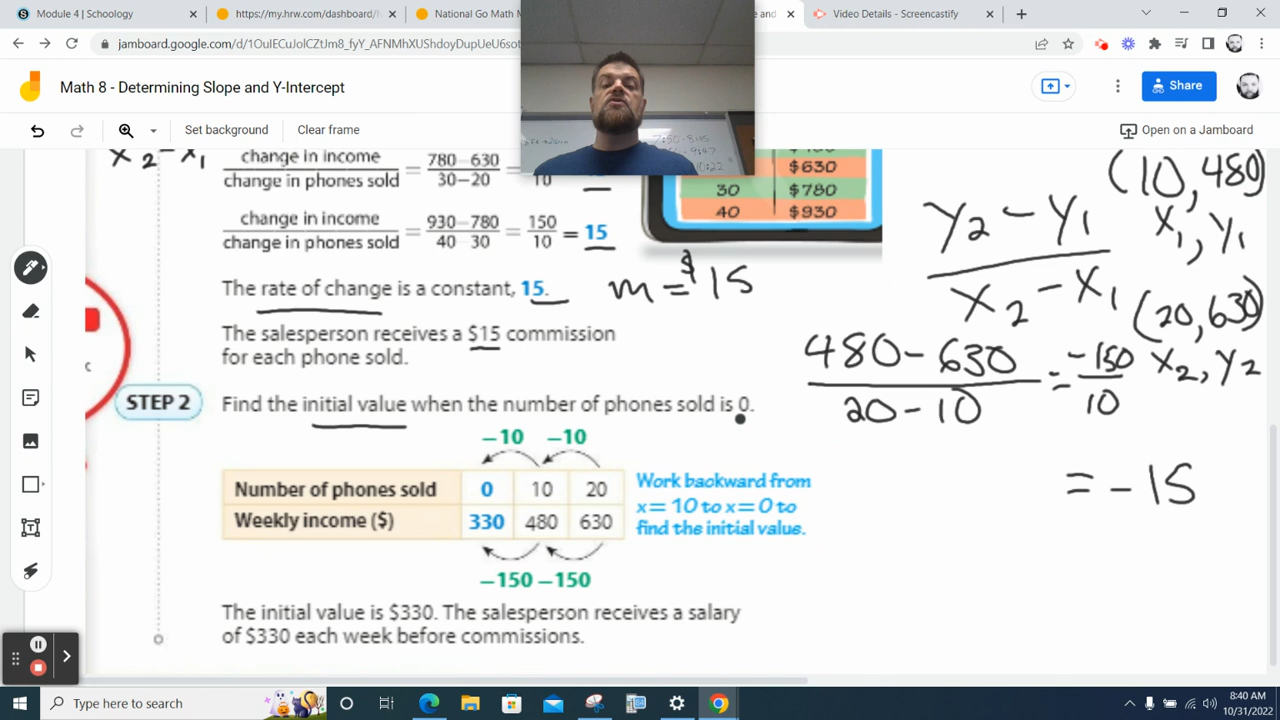 Module 4 | Schoology
https://my.hrw.com/dashboard/h
National Go Math M
e and
Video Details - Screencastify
jamboard.google.com/d/1OuIECuJolCZtJm8_fyY_AFNMhXUI
Math 8 - Determining Slope and Y-Intercept
Share
Set background
Clear frame
Open on a Jamboard
x2 - x1
change in income
change in phones sold
= 780-630
30-20
10
change in income
change in phones sold
= 930-780
40-30
= 150
10
= 15
$630
30 $780
40 $930
The rate of change is a constant, 15.
m = $15
The salesperson receives a $15 commission
for each phone sold.
STEP 2
Find the initial value when the number of phones sold is 0.
-10 -10
Number of phones sold 0 10 20
Weekly income ($) 330 480 630
-150 -150
Work backward from
x = 10 to x = 0 to
find the initial value.
The initial value is $330. The salesperson receives a salary
of $330 each week before commissions.
(10, 480)
x1, y1
y2 - y1
x2 - x1
(20, 630)
x2, y2
480 - 630
20 - 10
= -150
10
= -15
Type here to search
8:40 AM
10/31/2022